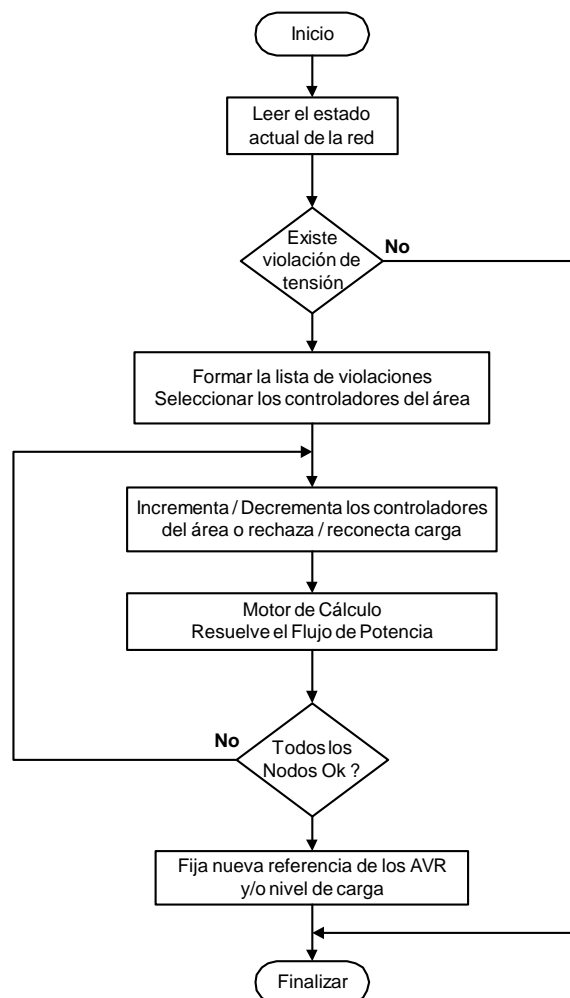 Inicio
Leer el estado
actual de la red
Existe
violación de
tensión
No
Formar la lista de violaciones
Seleccionar los controladores del área
Incrementa / Decrementa los controladores
del área o rechaza / reconecta carga
Motor de Cálculo
Resuelve el Flujo de Potencia
No
Todos los
Nodos Ok ?
Fija nueva referencia de los AVR
y/o nivel de carga
Finalizar